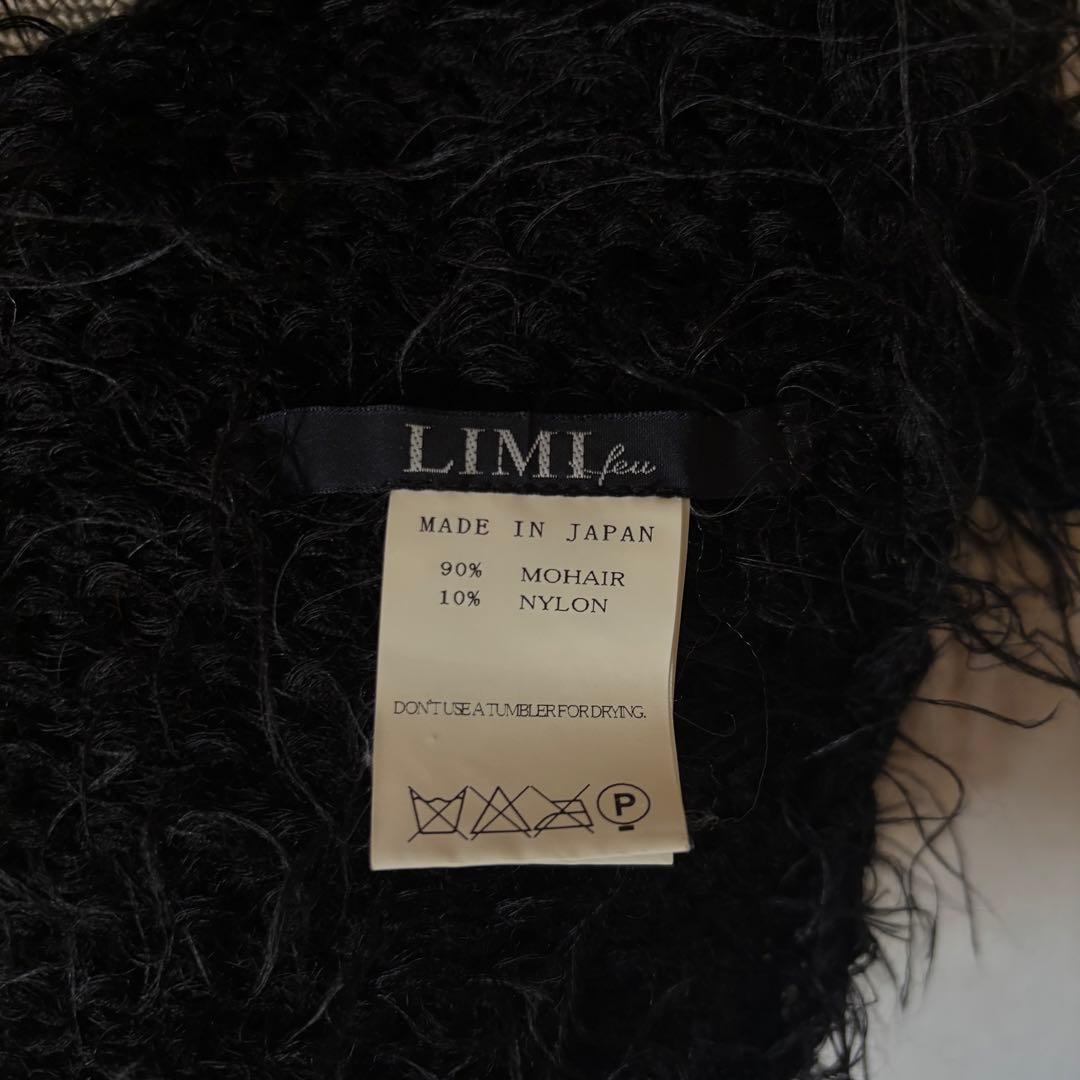 LIMI feu
MADE IN JAPAN
90% MOHAIR
10% NYLON
DON'T USE A TUMBLER FOR DRYING.
P